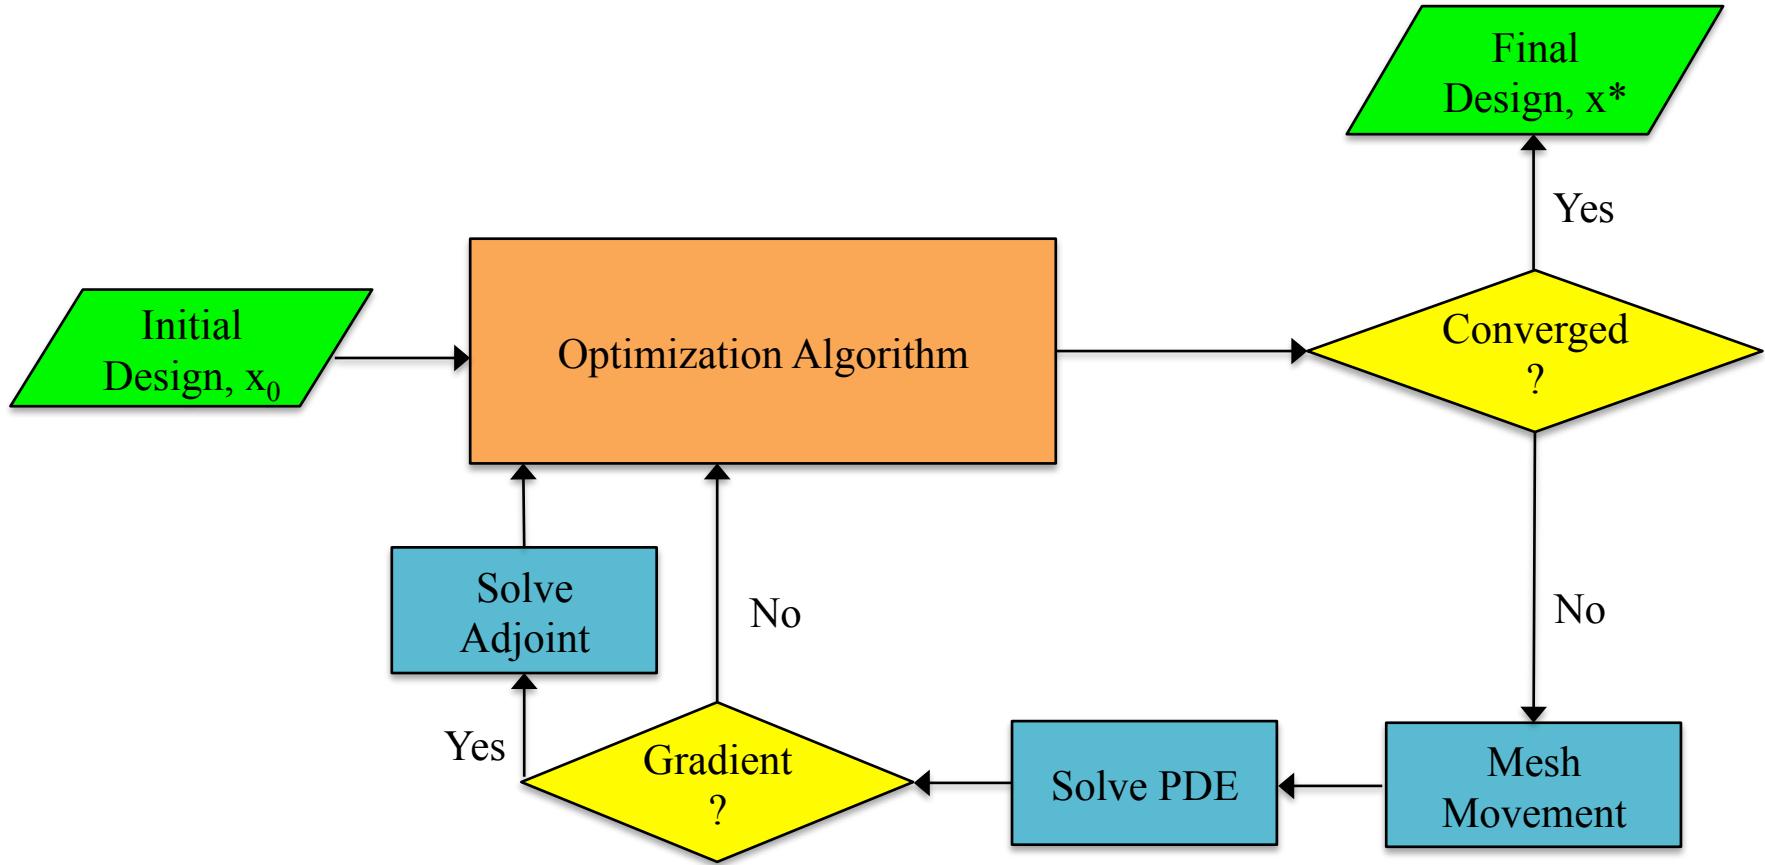 Final
Design, x*
Yes
Initial
Design, x₀
Optimization Algorithm
Converged
?
Solve
Adjoint
No
No
Yes
Gradient
?
Solve PDE
Mesh
Movement